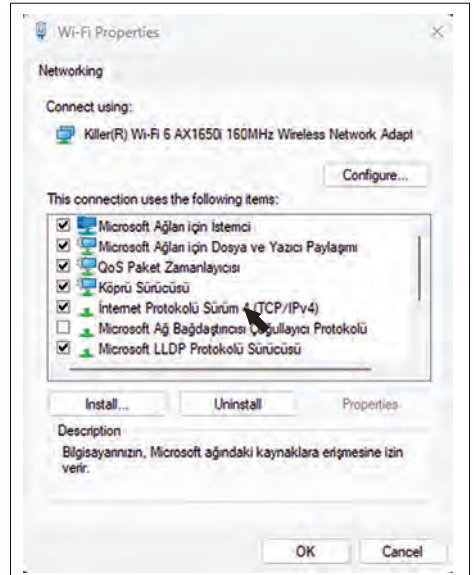 Wi-Fi Properties
Networking
Connect using:
Killer(R) Wi-Fi 6 AX1650i 160MHz Wireless Network Adapt
Configure...
This connection uses the following items:
Microsoft Ağları için İstemci
Microsoft Ağları için Dosya ve Yazıcı Paylaşımı
QoS Paket Zamanlayıcısı
Köprü Sürücüsü
İnternet Protokolü Sürüm 4 (TCP/IPv4)
Microsoft Ağ Bağdaştırıcısı Çoğullayıcı Protokolü
Microsoft LLDP Protokolü Sürücüsü
Install...
Uninstall
Properties
Description
Bilgisayarınızın, Microsoft ağındaki kaynaklara erişmesine izin
verir.
OK
Cancel